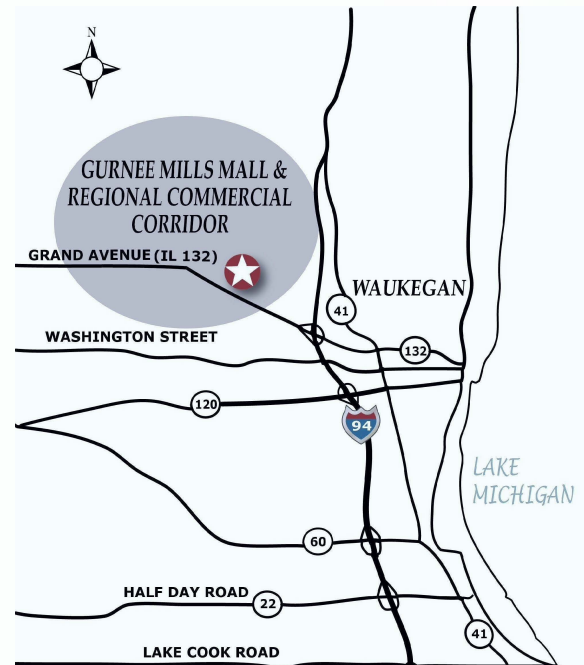 N
GURNEE MILLS MALL &
REGIONAL COMMERCIAL
CORRIDOR
GRAND AVENUE (IL 132)
WAUKEGAN
41
WASHINGTON STREET
132
120
94
LAKE
MICHIGAN
60
HALF DAY ROAD
22
41
LAKE COOK ROAD